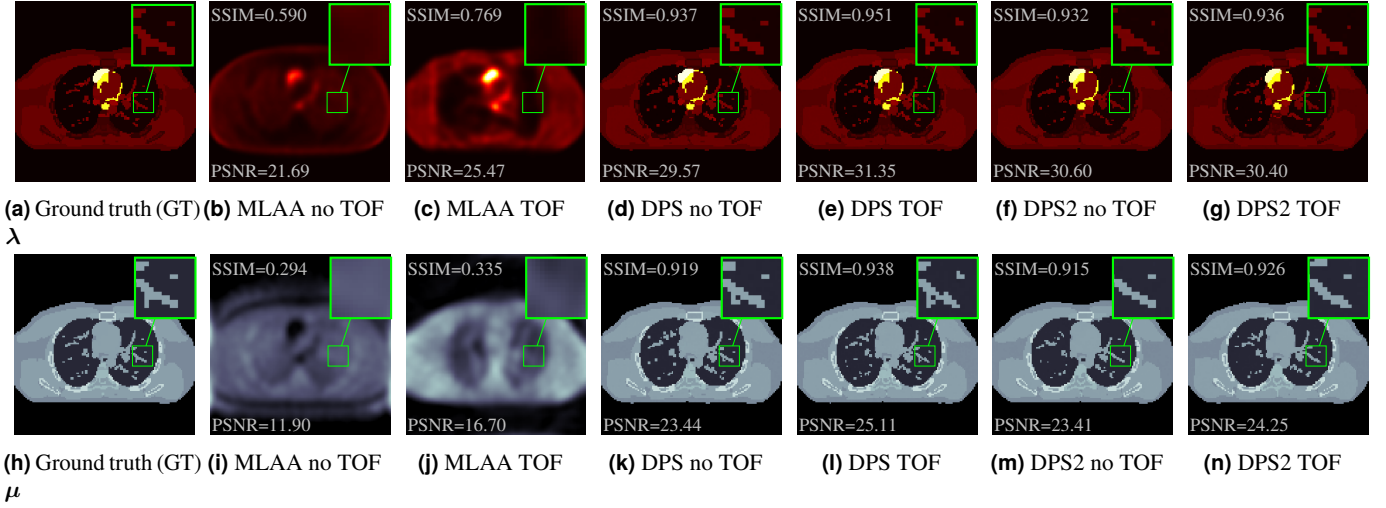 SSIM=0.590 SSIM=0.769 SSIM=0.937 SSIM=0.951 SSIM=0.932 SSIM=0.936
PSNR=21.69 PSNR=25.47 PSNR=29.57 PSNR=31.35 PSNR=30.60 PSNR=30.40
(a) Ground truth (GT) (b) MLAA no TOF (c) MLAA TOF (d) DPS no TOF (e) DPS TOF (f) DPS2 no TOF (g) DPS2 TOF
λ
SSIM=0.294 SSIM=0.335 SSIM=0.919 SSIM=0.938 SSIM=0.915 SSIM=0.926
PSNR=11.90 PSNR=16.70 PSNR=23.44 PSNR=25.11 PSNR=23.41 PSNR=24.25
(h) Ground truth (GT) (i) MLAA no TOF (j) MLAA TOF (k) DPS no TOF (l) DPS TOF (m) DPS2 no TOF (n) DPS2 TOF
μ